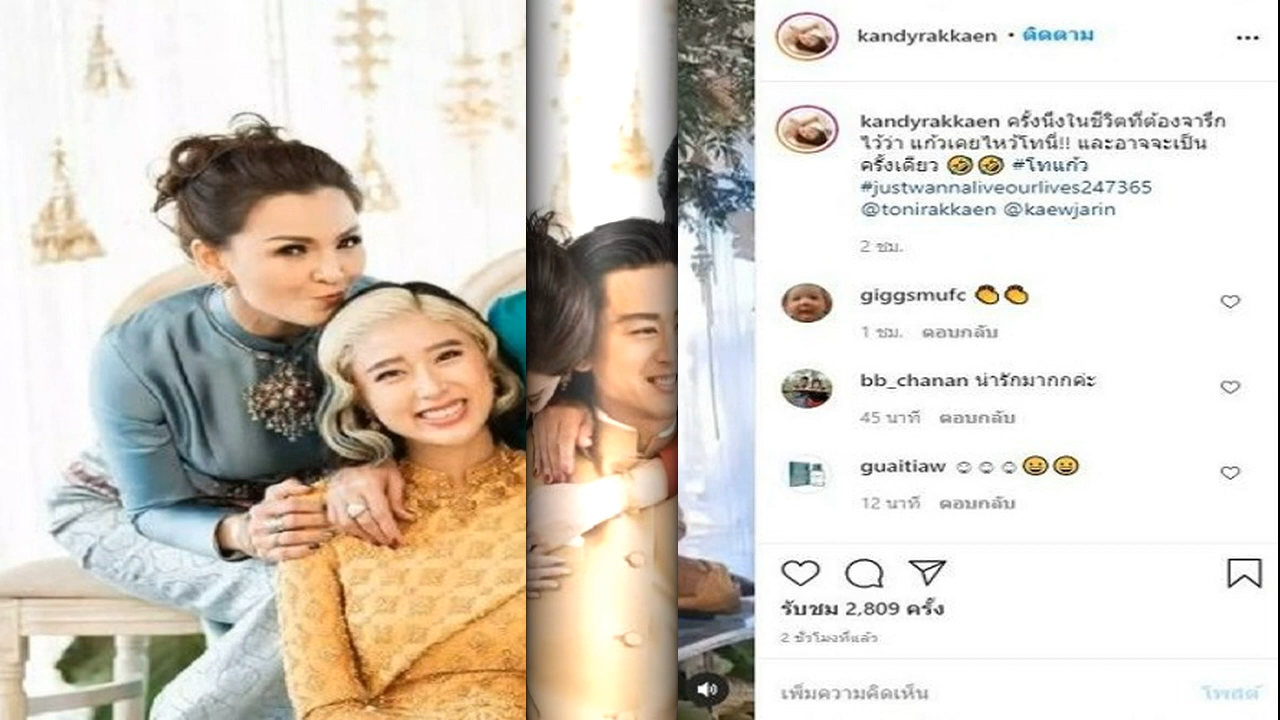 kandyrakkaen • ติดตาม
kandyrakkaen ครั้งนึงในชีวิตที่ต้องจารึก
ไว้ว่า แก้วเคยไหว้โทนี่!! และอาจจะเป็น
ครั้งเดียว 🤣🤣 #โทแก้ว
#justwannaliveourlives247365
@tonirakkaen @kaewjarin
2 ชม.
giggsmufc 👏👏
1 ชม. ตอบกลับ
bb_chanan น่ารักมากกค่ะ
45 นาที ตอบกลับ
guaitiaw ☺☺☺😀😀
12 นาที ตอบกลับ
รับชม 2,809 ครั้ง
2 ชั่วโมงที่แล้ว
เพิ่มความคิดเห็น โพสต์